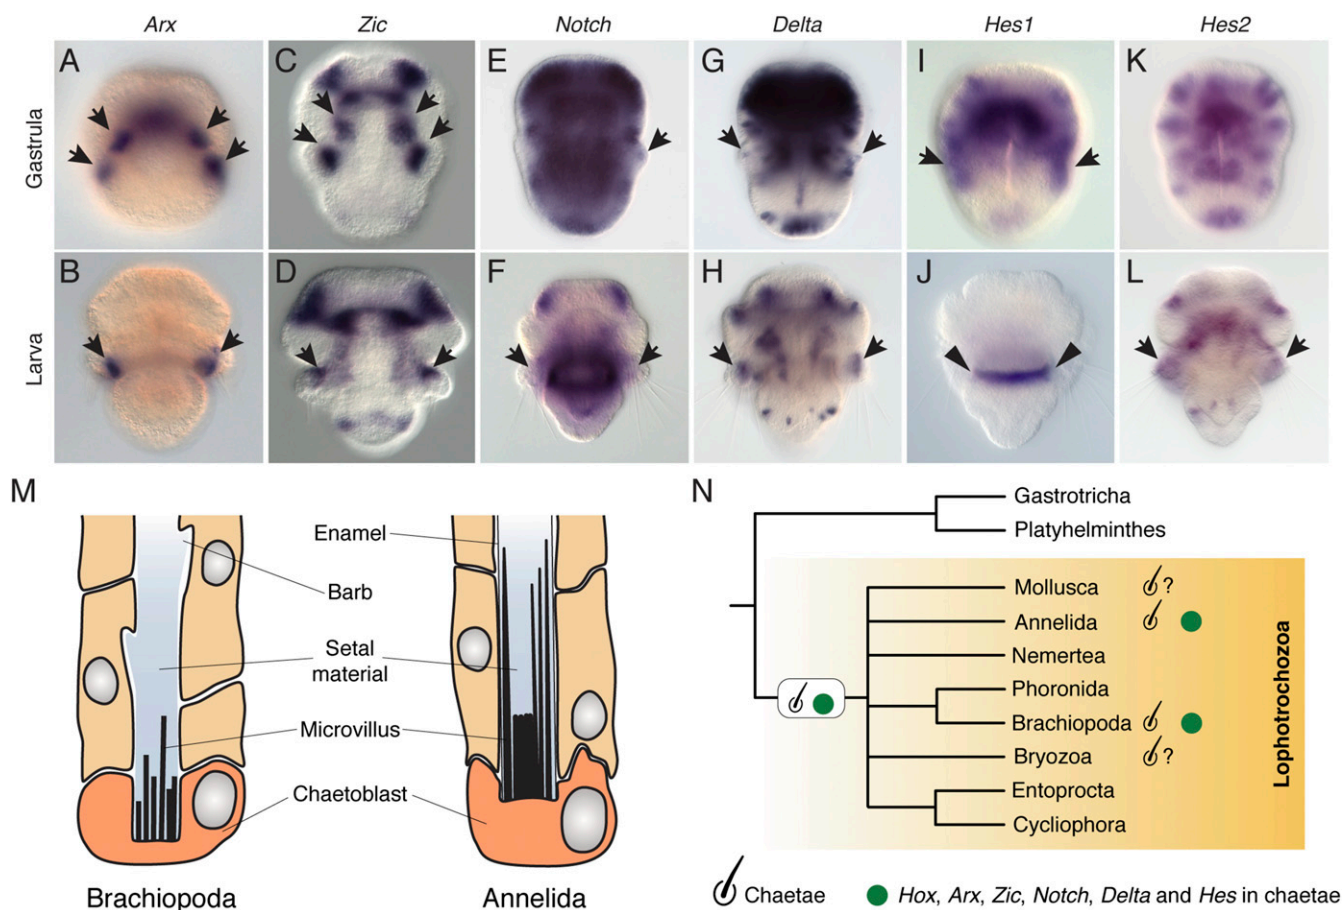 Arx Zic Notch Delta Hes1 Hes2
Gastrula
A C E G I K
Larva
B D F H J L
M
Enamel
Barb
Setal
material
Microvillus
Chaetoblast
Brachiopoda Annelida
N
Gastrotricha
Platyhelminthes
Mollusca ?
Annelida
Nemertea
Phoronida
Brachiopoda
Bryozoa ?
Entoprocta
Cycliophora
Lophotrochozoa
Chaetae Hox, Arx, Zic, Notch, Delta and Hes in chaetae